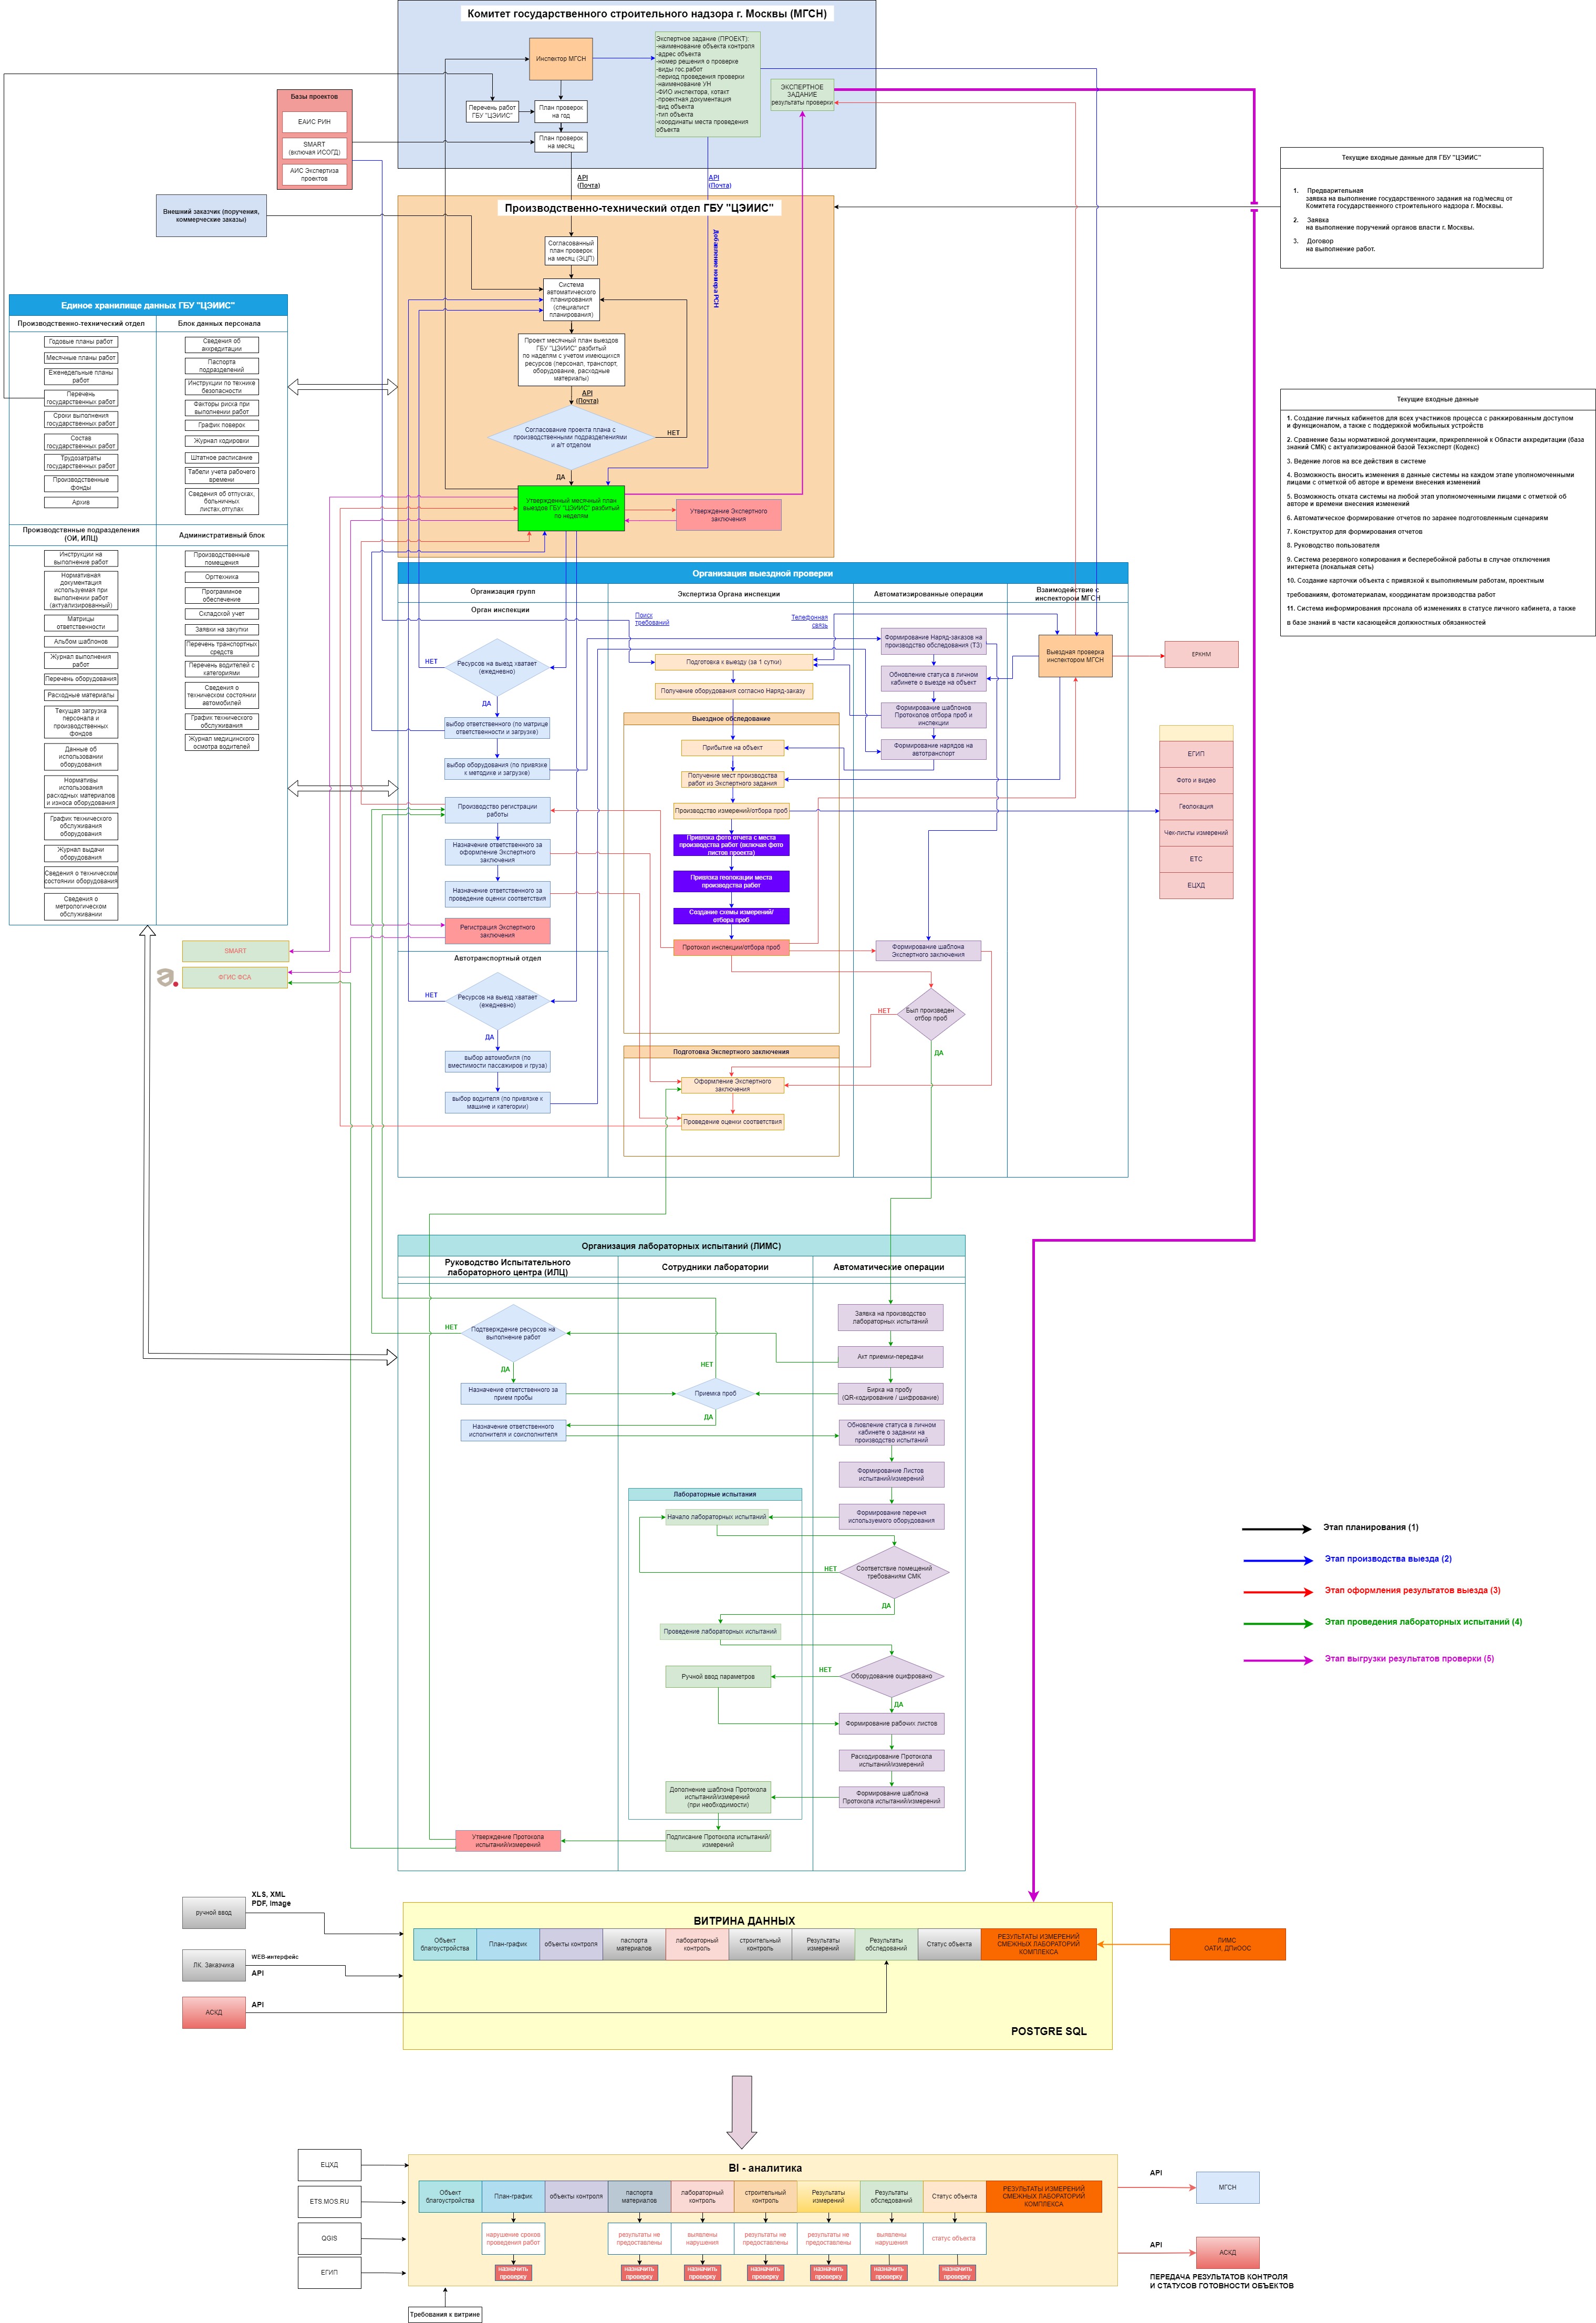 Комитет государственного строительного надзора г. Москвы (МГСН)
Инспектор МГСН
Экспертное задание (ПРОЕКТ):
-наименование объекта контроля
-адрес объекта
-номер решения о проверке
-виды гос.работ
-период проведения проверки
-наименование УН
-ФИО инспектора, котакт
-проектная документация
-вид объекта
-тип объекта
-координаты места проведения
объекта
ЭКСПЕРТНОЕ
ЗАДАНИЕ
результаты проверки
Перечень работ
ГБУ "ЦЭИИС"
План проверок
на год
План проверок
на месяц
Базы проектов
ЕАИС РИН
SMART
(включая ИСОГД)
АИС Экспертиза
проектов
API
(Почта)
API
(Почта)
Внешний заказчик (поручения,
коммерческие заказы)
Текущие входные данные для ГБУ "ЦЭИИС"
1. Предварительная
заявка на выполнение государственного задания на год/месяц от
Комитета государственного строительного надзора г. Москвы.
2. Заявка
на выполнение поручений органов власти г. Москвы.
3. Договор
на выполнение работ.
Производственно-технический отдел ГБУ "ЦЭИИС"
Согласованный
план проверок
на месяц (ЭЦП)
Система
автоматического
планирования
(специалист
планирования)
Добавление номера РСН
Проект месячный план выездов
ГБУ "ЦЭИИС" разбитый
по наделям с учетом имеющихся
ресурсов (персонал, транспорт,
оборудование, расходные
материалы)
API
(Почта)
Согласование проекта плана с
производственными подразделениями
и а/т отделом
НЕТ
ДА
Утвержденный месячный план
выездов ГБУ "ЦЭИИС" разбитый
по неделям
Утверждение Экспертного
заключения
Единое хранилище данных ГБУ "ЦЭИИС"
Производственно-технический отдел
Годовые планы работ
Месячные планы работ
Еженедельные планы
работ
Перечень
государственных работ
Сроки выполнения
государственных работ
Состав
государственных работ
Трудозатраты
государственных работ
Производственные
фонды
Архив
Блок данных персонала
Сведения об
аккредитации
Паспорта
подразделений
Инструкции по технике
безопасности
Факторы риска при
выполнении работ
График поверок
Журнал кодировки
Штатное расписание
Табели учета рабочего
времени
Сведения об отпусках,
больничных
листах,отгулах
Производствнные подразделения
(ОИ, ИЛЦ)
Инструкции на
выполнение работ
Нормативная
документация
используемая при
выполнении работ
(актуализированный)
Матрицы
ответственности
Альбом шаблонов
Журнал выполнения
работ
Перечень оборудования
Расходные материалы
Текущая загрузка
персонала и
производственных
фондов
Данные об
использовании
оборудования
Нормативы
использования
расходных материалов
и износа оборудования
График технического
обслуживания
оборудования
Журнал выдачи
оборудования
Сведения о техническом
состоянии оборудования
Сведения о
метрологическом
обслуживании
Административный блок
Производственные
помещения
Оргтехника
Программное
обеспечение
Складской учет
Заявки на закупки
Перечень транспортных
средств
Перечень водителей с
категориями
Сведения о
техническом состоянии
автомобилей
График технического
обслуживания
Журнал медицинского
осмотра водителей
SMART
а.
ФГИС ФСА
Текущие входные данные
1. Создание личных кабинетов для всех участников процесса с ранжированным доступом
и функционалом, а также с поддержкой мобильных устройств
2. Сравнение базы нормативной документации, прикрепленной к Области аккредитации (база
знаний СМК) с актуализированной базой Техэксперт (Кодекс)
3. Ведение логов на все действия в системе
4. Возможность вносить изменения в данные системы на каждом этапе уполномоченными
лицами с отметкой об авторе и времени внесения изменений
5. Возможность отката системы на любой этап уполномоченными лицами с отметкой об
авторе и времени внесения изменений
6. Автоматическое формирование отчетов по заранее подготовленным сценариям
7. Конструктор для формирования отчетов
8. Руководство пользователя
9. Система резервного копирования и бесперебойной работы в случае отключения
интернета (локальная сеть)
10. Создание карточки объекта с привязкой к выполняемым работам, проектным
требованиям, фотоматериалам, координатам производства работ
11. Система информирования прсонала об изменениях в статусе личного кабинета, а также
в базе знаний в части касающейся должностных обязанностей
Организация выездной проверки
Организация групп
Орган инспекции
НЕТ
Ресурсов на выезд хватает
(ежедневно)
ДА
выбор ответственного (по матрице
ответственности и загрузке)
выбор оборудования (по привязке
к методике и загрузке)
Производство регистрации
работы
Назначение ответственного за
оформление Экспертного
заключения
Назначение ответственного за
проведение оценки соответствия
Регистрация Экспертного
заключения
Автотранспортный отдел
НЕТ
Ресурсов на выезд хватает
(ежедневно)
ДА
выбор автомобиля (по
вместимости пассажиров и груза)
выбор водителя (по привязке к
машине и категории)
Экспертиза Органа инспекции
Поиск
требований
Телефонная
связь
Подготовка к выезду (за 1 сутки)
Получение оборудования согласно Наряд-заказу
Выездное обследование
Прибытие на объект
Получение мест производства
работ из Экспертного задания
Производство измерений/отбора проб
Привязка фото отчета с места
производства работ (включая фото
листов проекта)
Привязка геолокации места
производства работ
Создание схемы измерений/
отбора проб
Протокол инспекции/отбора проб
Подготовка Экспертного заключения
Оформление Экспертного
заключения
Проведение оценки соответствия
Автоматизированные операции
Формирование Наряд-заказов на
производство обследования (ТЗ)
Обновление статуса в личном
кабинете о выезде на объект
Формирование шаблонов
Протоколов отбора проб и
инспекции
Формирование нарядов на
автотранспорт
Формирование шаблона
Экспертного заключения
НЕТ
Был произведен
отбор проб
ДА
Взаимодействие с
инспектором МГСН
Выездная проверка
инспектором МГСН
ЕРКНМ
ЕГИП
Фото и видео
Геолокация
Чек-листы измерений
ЕТС
ЕЦХД
Организация лабораторных испытаний (ЛИМС)
Руководство Испытательного
лабораторного центра (ИЛЦ)
Сотрудники лаборатории
Автоматические операции
НЕТ
Подтверждение ресурсов на
выполнение работ
ДА
Назначение ответственного за
прием пробы
Назначение ответственного
исполнителя и соисполнителя
НЕТ
Приемка проб
ДА
Заявка на производство
лабораторных испытаний
Акт приемки-передачи
Бирка на пробу
(QR-кодирование / шифрование)
Обновление статуса в личном
кабинете о задании на
производство испытаний
Формирование Листов
испытаний/измерений
Лабораторные испытания
Начало лабораторных испытаний
Формирование перечня
используемого оборудования
НЕТ
Соответствие помещений
требованиям СМК
ДА
Проведение лабораторных испытаний
Ручной ввод параметров
НЕТ
Оборудование оцифровано
ДА
Формирование рабочих листов
Расходирование Протокола
испытаний/измерений
Дополнение шаблона Протокола
испытаний/измерений
(при необходимости)
Формирование шаблона
Протокола испытаний/измерений
Утверждение Протокола
испытаний/измерений
Подписание Протокола испытаний/
измерений
Этап планирования (1)
Этап производства выезда (2)
Этап оформления результатов выезда (3)
Этап проведения лабораторных испытаний (4)
Этап выгрузки результатов проверки (5)
ручной ввод
XLS, XML
PDF, image
ЛК. Заказчика
WEB-интерфейс
API
АСКД
API
ВИТРИНА ДАННЫХ
Объект
благоустройства
План-график
объекты контроля
паспорта
материалов
лабораторный
контроль
строительный
контроль
Результаты
измерений
Результаты
обследований
Статус объекта
РЕЗУЛЬТАТЫ ИЗМЕРЕНИЙ
СМЕЖНЫХ ЛАБОРАТОРИЙ
КОМПЛЕКСА
ЛИМС
ОАТИ, ДПиООС
POSTGRE SQL
ЕЦХД
ETS.MOS.RU
QGIS
ЕГИП
BI - аналитика
Объект
благоустройства
План-график
объекты контроля
паспорта
материалов
лабораторный
контроль
строительный
контроль
Результаты
измерений
Результаты
обследований
Статус объекта
РЕЗУЛЬТАТЫ ИЗМЕРЕНИЙ
СМЕЖНЫХ ЛАБОРАТОРИЙ
КОМПЛЕКСА
нарушение сроков
проведения работ
результаты не
предоставлены
выявлены
нарушения
результаты не
предоставлены
результаты не
предоставлены
выявлены
нарушения
статус объекта
назначить
проверку
назначить
проверку
назначить
проверку
назначить
проверку
назначить
проверку
назначить
проверку
назначить
проверку
Требования к витрине
API
МГСН
API
АСКД
ПЕРЕДАЧА РЕЗУЛЬТАТОВ КОНТРОЛЯ
И СТАТУСОВ ГОТОВНОСТИ ОБЪЕКТОВ